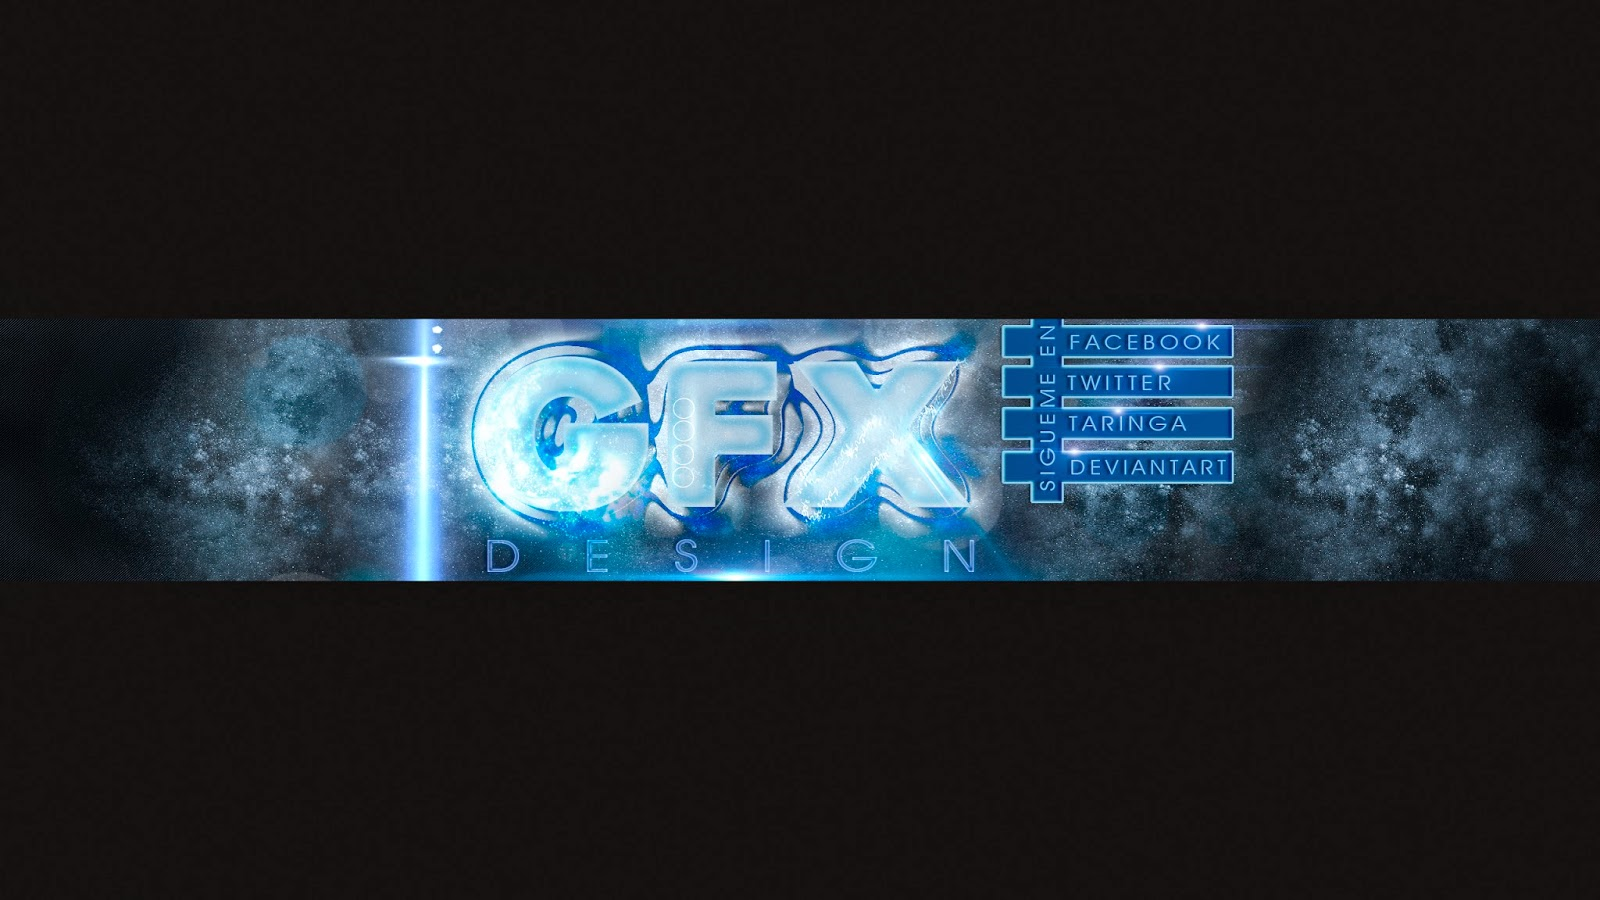 GFX
DESIGN
SIGUEME EN
FACEBOOK
TWITTER
TARINGA
DEVIANTART